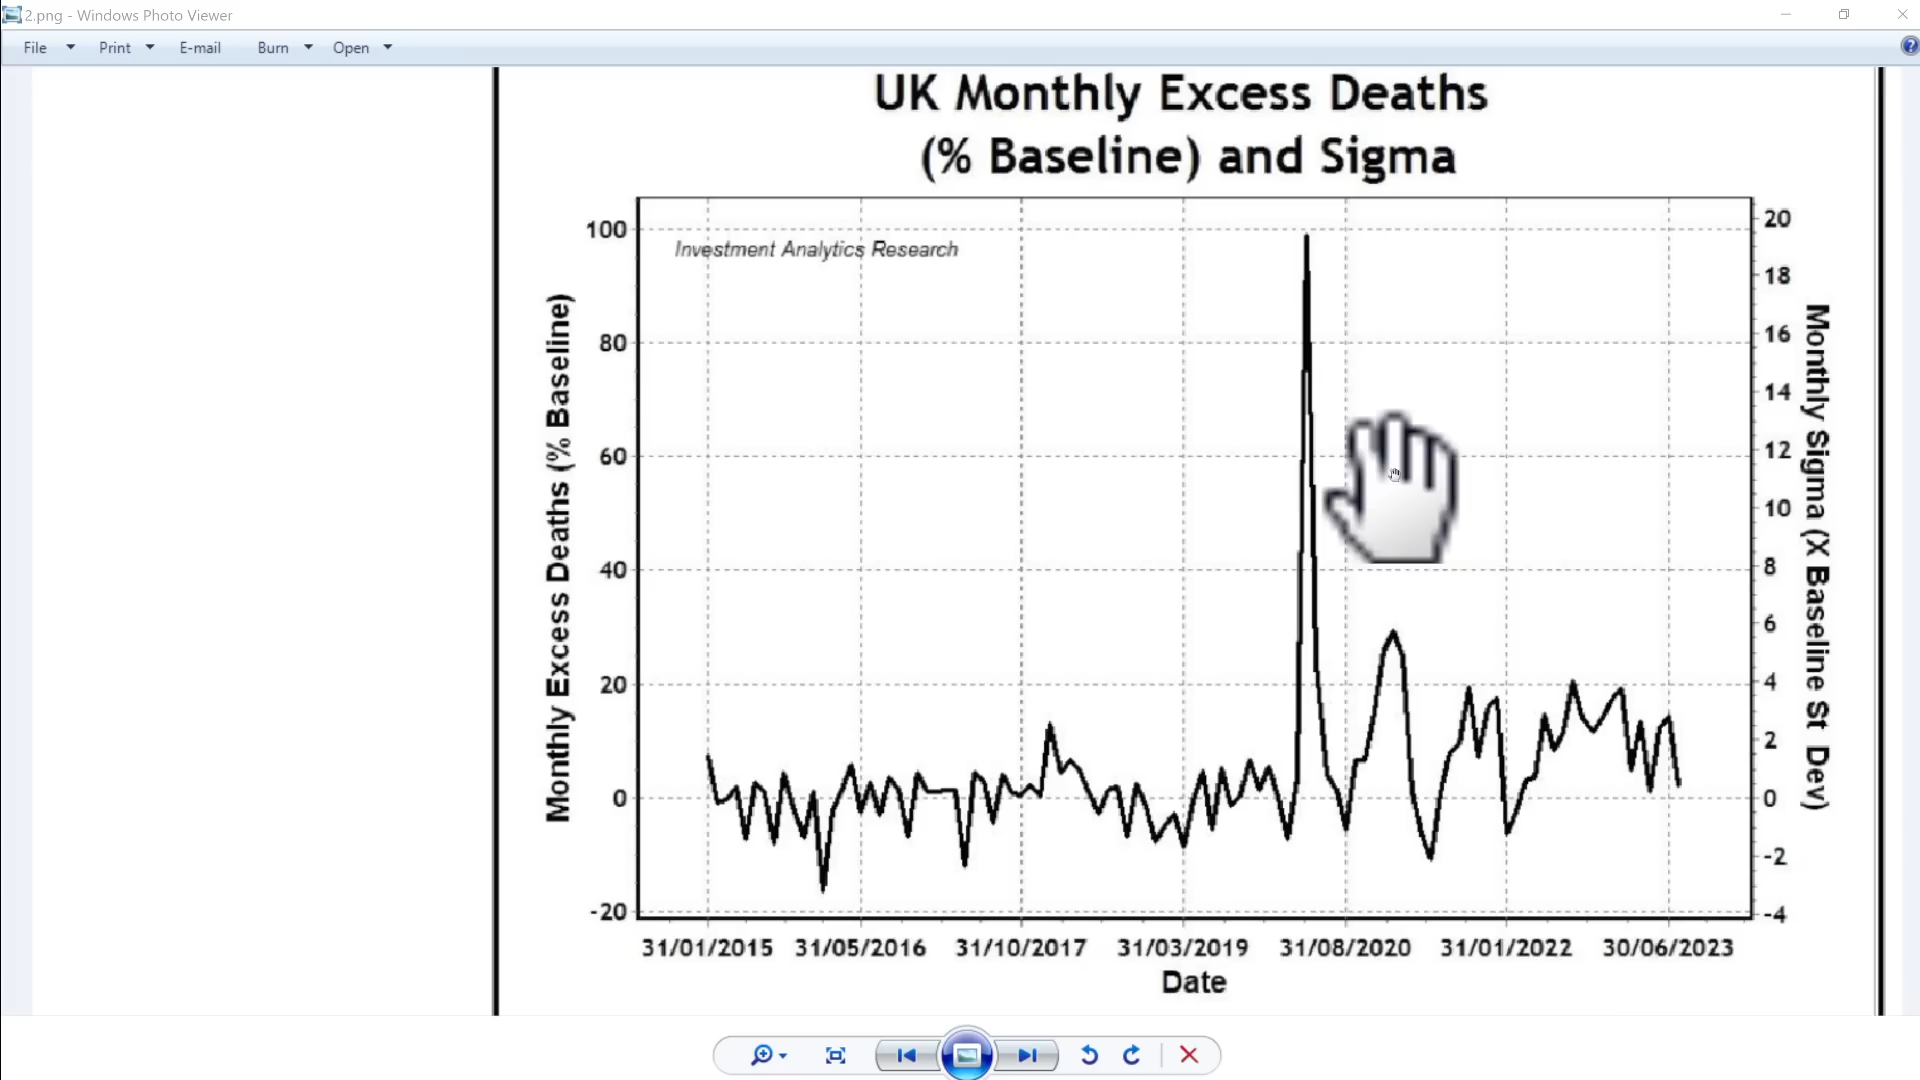 2.png - Windows Photo Viewer
File Print E-mail Burn Open
UK Monthly Excess Deaths
(% Baseline) and Sigma
Investment Analytics Research
Monthly Excess Deaths (% Baseline)
100
80
60
40
20
0
-20
20
18
16
14
12
10
8
6
4
2
0
-2
-4
Monthly Sigma (X Baseline St Dev)
31/01/2015 31/05/2016 31/10/2017 31/03/2019 31/08/2020 31/01/2022 30/06/2023
Date